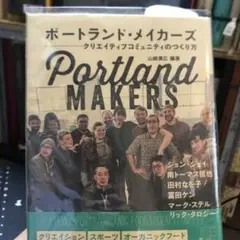 ポートランド・メイカーズ
クリエイティブコミュニティのつくり方
山崎満広 編著
Portland
MAKERS
ジョン・ジェイ
南トーマス哲也
田村なを子
冨田ケン
マーク・ステル
リック・タロジー
クリエイション スポーツ オーガニックフード